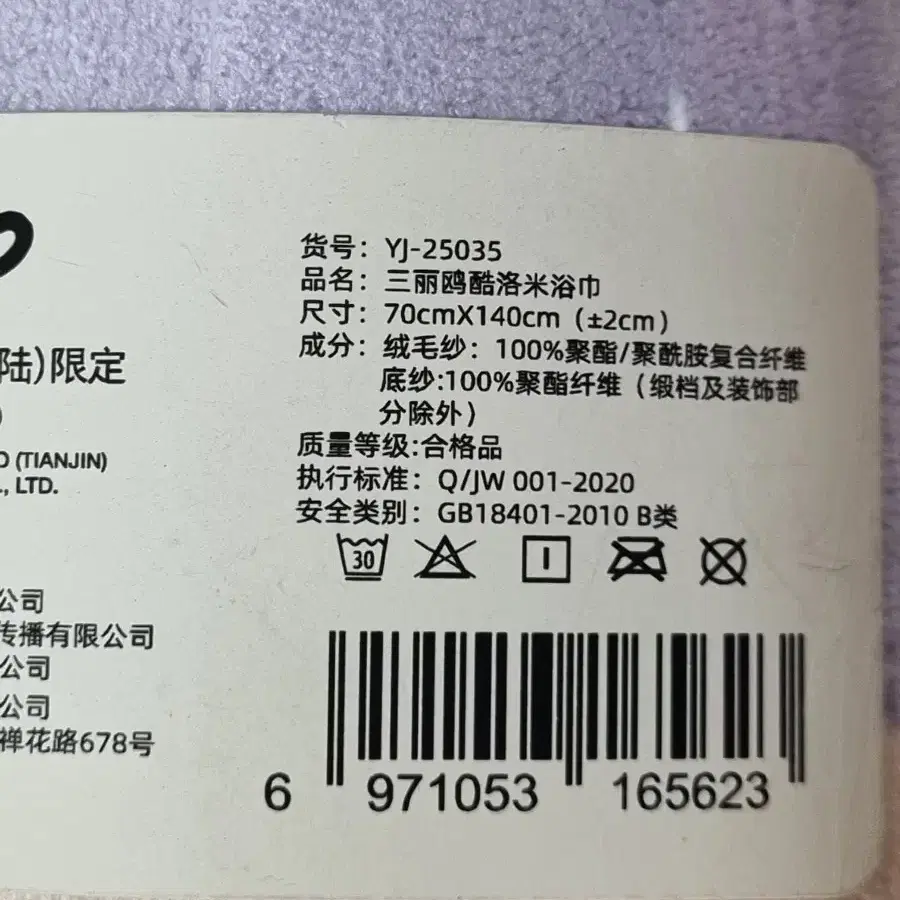 货号：YJ-25035
品名：三丽鸥酷洛米浴巾
尺寸：70cmX140cm（±2cm）
成分：绒毛纱：100%聚酯/聚酰胺复合纤维
底纱:100%聚酯纤维（缎档及装饰部
分除外）
质量等级:合格品
执行标准：Q/JW 001-2020
安全类别：GB18401-2010 B类
30
6 971053 165623
陆)限定
)
O (TIANJIN)
., LTD.
公司
传播有限公司
公司
公司
禅花路678号